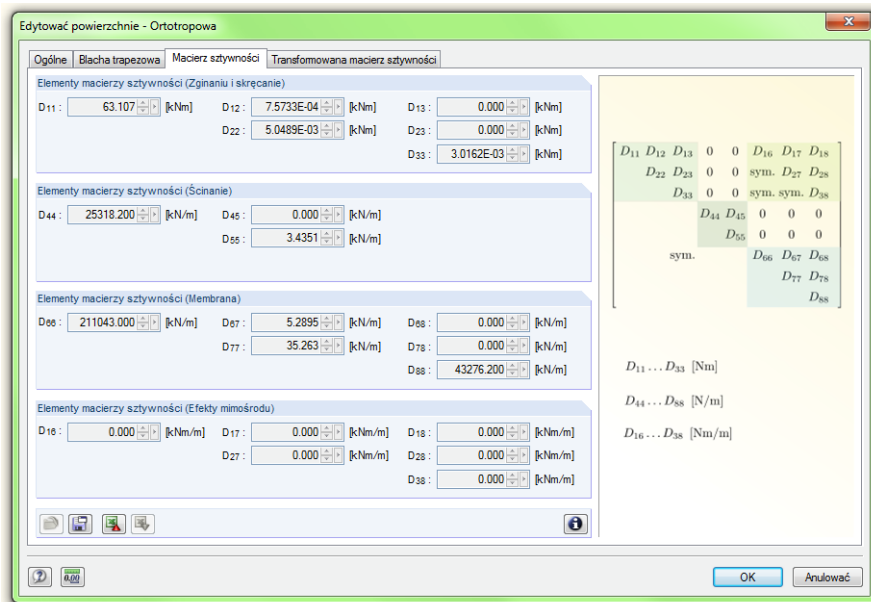 Edytować powierzchnie - Ortotropowa
Ogólne Blacha trapezowa Macierz sztywności Transformowana macierz sztywności
Elementy macierzy sztywności (Zginaniu i skręcanie)
D11 : 63.107 [kNm] D12 : 7.5733E-04 [kNm] D13 : 0.000 [kNm]
D22 : 5.0489E-03 [kNm] D23 : 0.000 [kNm]
D33 : 3.0162E-03 [kNm]
Elementy macierzy sztywności (Ścinanie)
D44 : 25318.200 [kN/m] D45 : 0.000 [kN/m]
D55 : 3.4351 [kN/m]
Elementy macierzy sztywności (Membrana)
D66 : 211043.000 [kN/m] D67 : 5.2895 [kN/m] D68 : 0.000 [kN/m]
D77 : 35.263 [kN/m] D78 : 0.000 [kN/m]
D88 : 43276.200 [kN/m]
Elementy macierzy sztywności (Efekty mimośrodu)
D16 : 0.000 [kNm/m] D17 : 0.000 [kNm/m] D18 : 0.000 [kNm/m]
D27 : 0.000 [kNm/m] D28 : 0.000 [kNm/m]
D38 : 0.000 [kNm/m]
D11 D12 D13 0 0 D16 D17 D18
D22 D23 0 0 sym. D27 D28
D33 0 0 sym. sym. D38
D44 D45 0 0 0
D55 0 0 0
sym. D66 D67 D68
D77 D78
D88
D11 … D33 [Nm]
D44 … D88 [N/m]
D16 … D38 [Nm/m]
0.00
OK Anulować